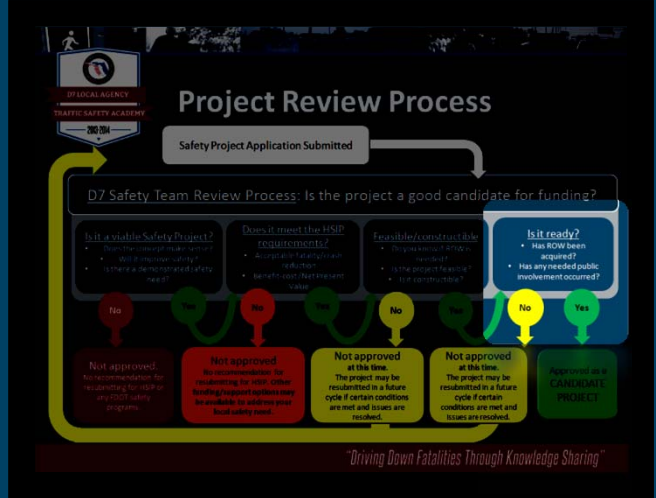 D7 LOCAL AGENCY
TRAFFIC SAFETY ACADEMY
2013-2014
Project Review Process
Safety Project Application Submitted
D7 Safety Team Review Process: Is the project a good candidate for funding?
Is it a viable Safety Project?
• Does the concept make sense?
• Will it improve safety?
• Is there a demonstrated safety
need?
Does it meet the HSIP
requirements?
• Acceptable fatality/crash
reduction
• Benefit-cost/Net Present
Value
Feasible/constructible
• Is the project feasible?
• Is it constructible?
Is it ready?
• Has ROW been
acquired?
• Has any needed public
involvement occurred?
No
Yes
No
Yes
No
Yes
No
Yes
Not approved.
No recommendation for
resubmitting for HSIP or
any FDOT safety
programs.
Not approved
No recommendation for
resubmitting for HSIP. Other
funding/support options may
be available to address your
local safety need.
Not approved
at this time.
The project may be
resubmitted in a future
cycle if certain
conditions are met
and issues are
resolved.
Not approved
at this time.
The project may be
resubmitted in a future
cycle if certain
conditions are met and
issues are resolved.
Approved as a
CANDIDATE
PROJECT
"Driving Down Fatalities Through Knowledge Sharing"